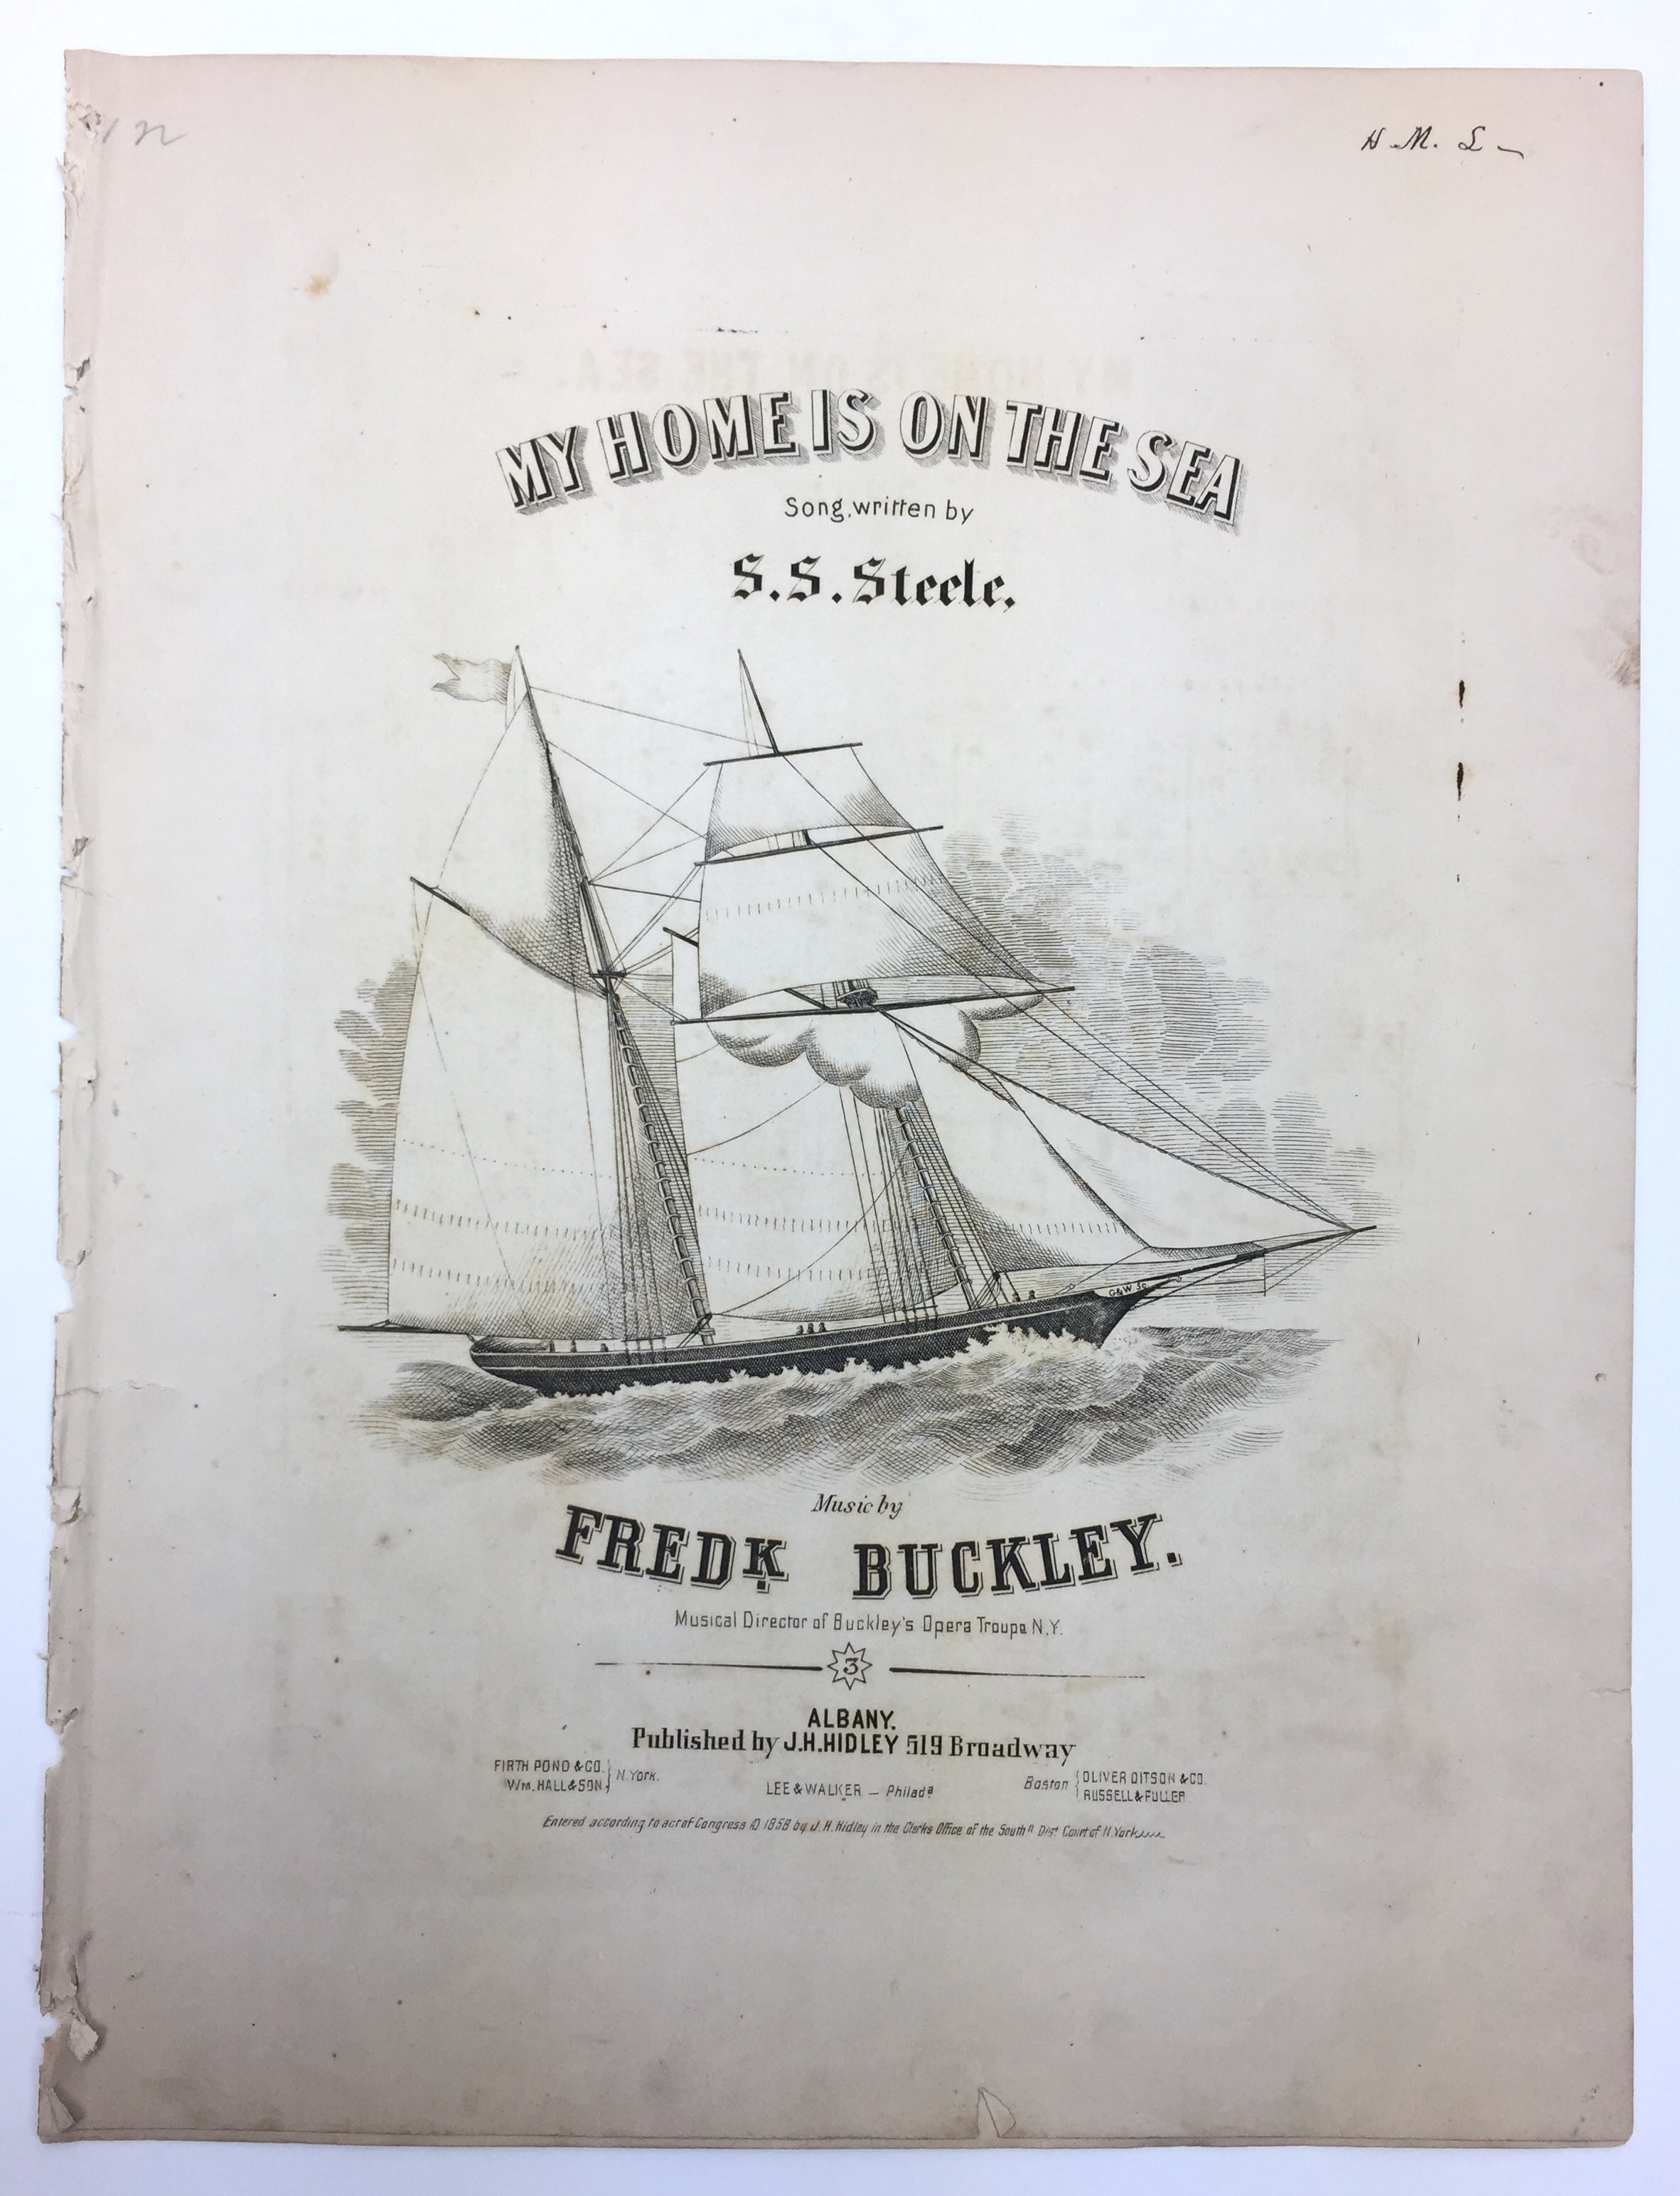 H. M. L
MY HOME IS ON THE SEA
Song, written by
S. S. Steele.
G&W Sc.
Music by
FREDK. BUCKLEY.
Musical Director of Buckley's Opera Troupe N.Y.
3
ALBANY.
Published by J.H. HIDLEY 519 Broadway
FIRTH POND & CO.
Wm. HALL & SON
N. York.
LEE & WALKER – Philada
Boston
OLIVER DITSON & CO.
RUSSELL & FULLER
Entered according to act of Congress AD 1858 by J. H. Hidley in the Clerks Office of the Southn Dist Court of N. York